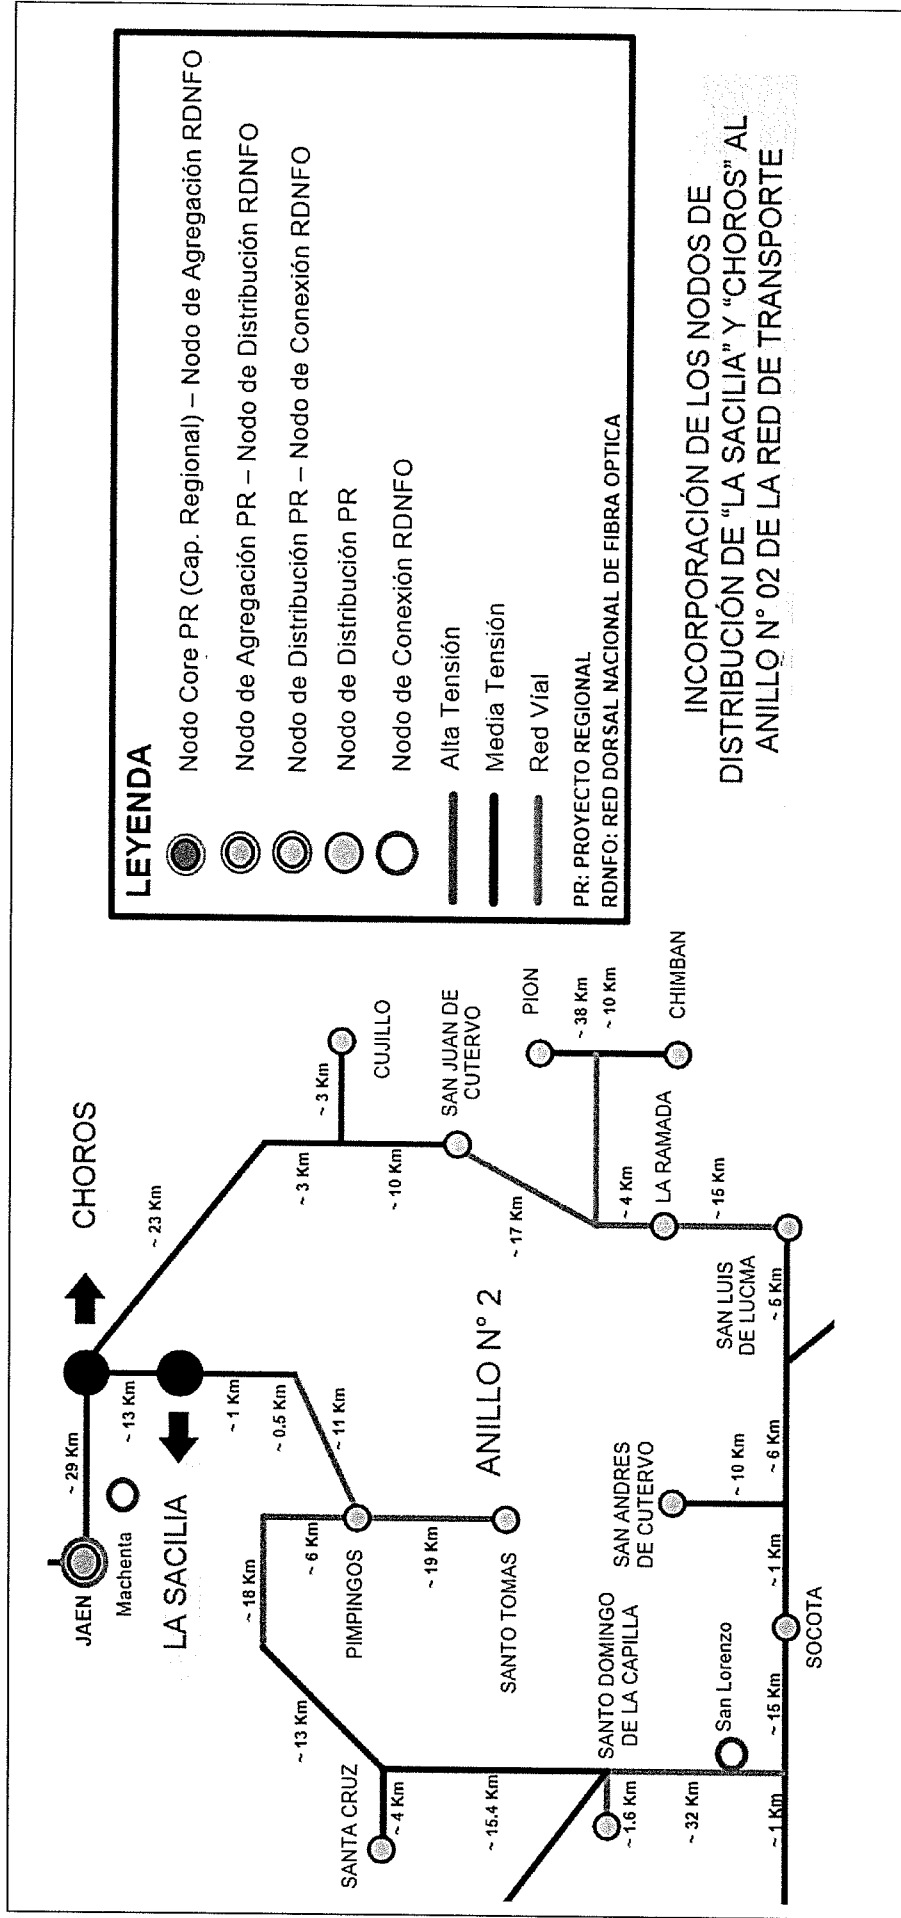 LEYENDA
Nodo Core PR (Cap. Regional) – Nodo de Agregación RDNFO
Nodo de Agregación PR – Nodo de Distribución RDNFO
Nodo de Distribución PR – Nodo de Conexión RDNFO
Nodo de Distribución PR
Nodo de Conexión RDNFO
Alta Tensión
Media Tensión
Red Vial
PR: PROYECTO REGIONAL
RDNFO: RED DORSAL NACIONAL DE FIBRA OPTICA
INCORPORACIÓN DE LOS NODOS DE
DISTRIBUCIÓN DE "LA SACILIA" Y "CHOROS" AL
ANILLO N° 02 DE LA RED DE TRANSPORTE
JAEN
~ 29 Km
Machenta
CHOROS
~ 13 Km
~ 23 Km
LA SACILIA
~ 1 Km
~ 0.5 Km
~ 11 Km
~ 3 Km
~ 3 Km
CUJILLO
~ 10 Km
SAN JUAN DE
CUTERVO
~ 18 Km
~ 6 Km
PIMPINGOS
~ 19 Km
SANTO TOMAS
ANILLO N° 2
~ 17 Km
PION
~ 38 Km
~ 10 Km
CHIMBAN
~ 4 Km
LA RAMADA
~ 15 Km
SAN LUIS
DE LUCMA
~ 5 Km
~ 13 Km
SANTA CRUZ
~ 4 Km
~ 15.4 Km
SANTO DOMINGO
DE LA CAPILLA
~ 1.6 Km
~ 32 Km
San Lorenzo
SAN ANDRES
DE CUTERVO
~ 10 Km
~ 6 Km
~ 1 Km
SOCOTA
~ 15 Km
~ 1 Km